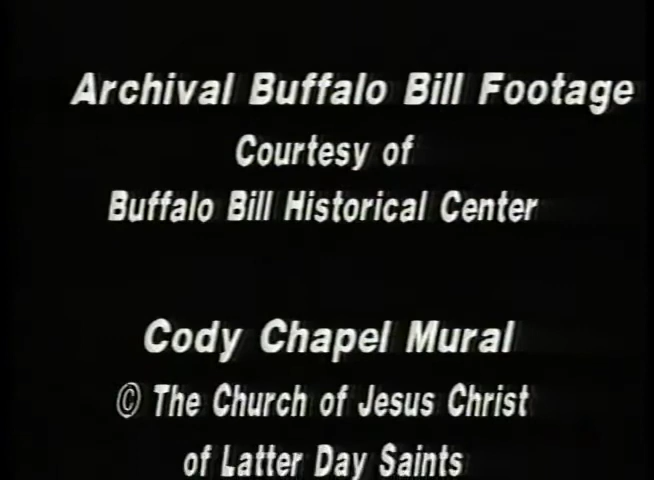 Archival Buffalo Bill Footage
Courtesy of
Buffalo Bill Historical Center
Cody Chapel Mural
© The Church of Jesus Christ
of Latter Day Saints